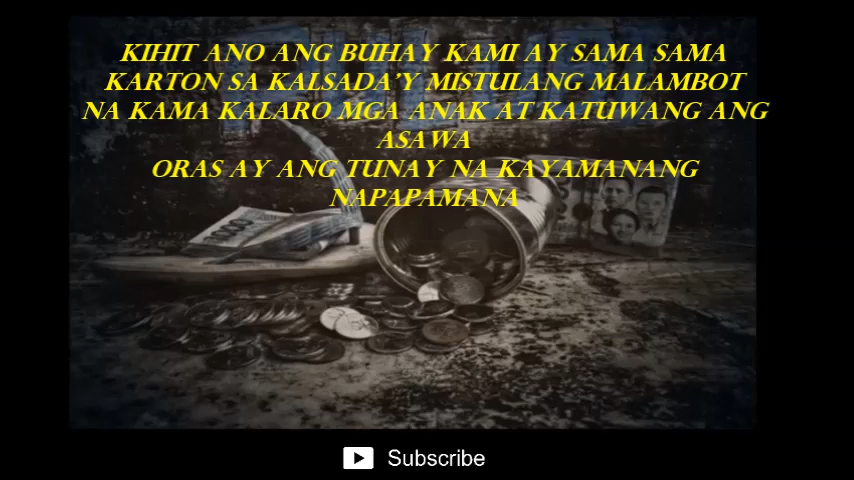 KIHIT ANO ANG BUHAY KAMI AY SAMA SAMA
KARTON SA KALSADA'Y MISTULANG MALAMBOT
NA KAMA KALARO MGA ANAK AT KATUWANG ANG
ASAWA
ORAS AY ANG TUNAY NA KAYAMANANG
NAPAPAMANA
Subscribe